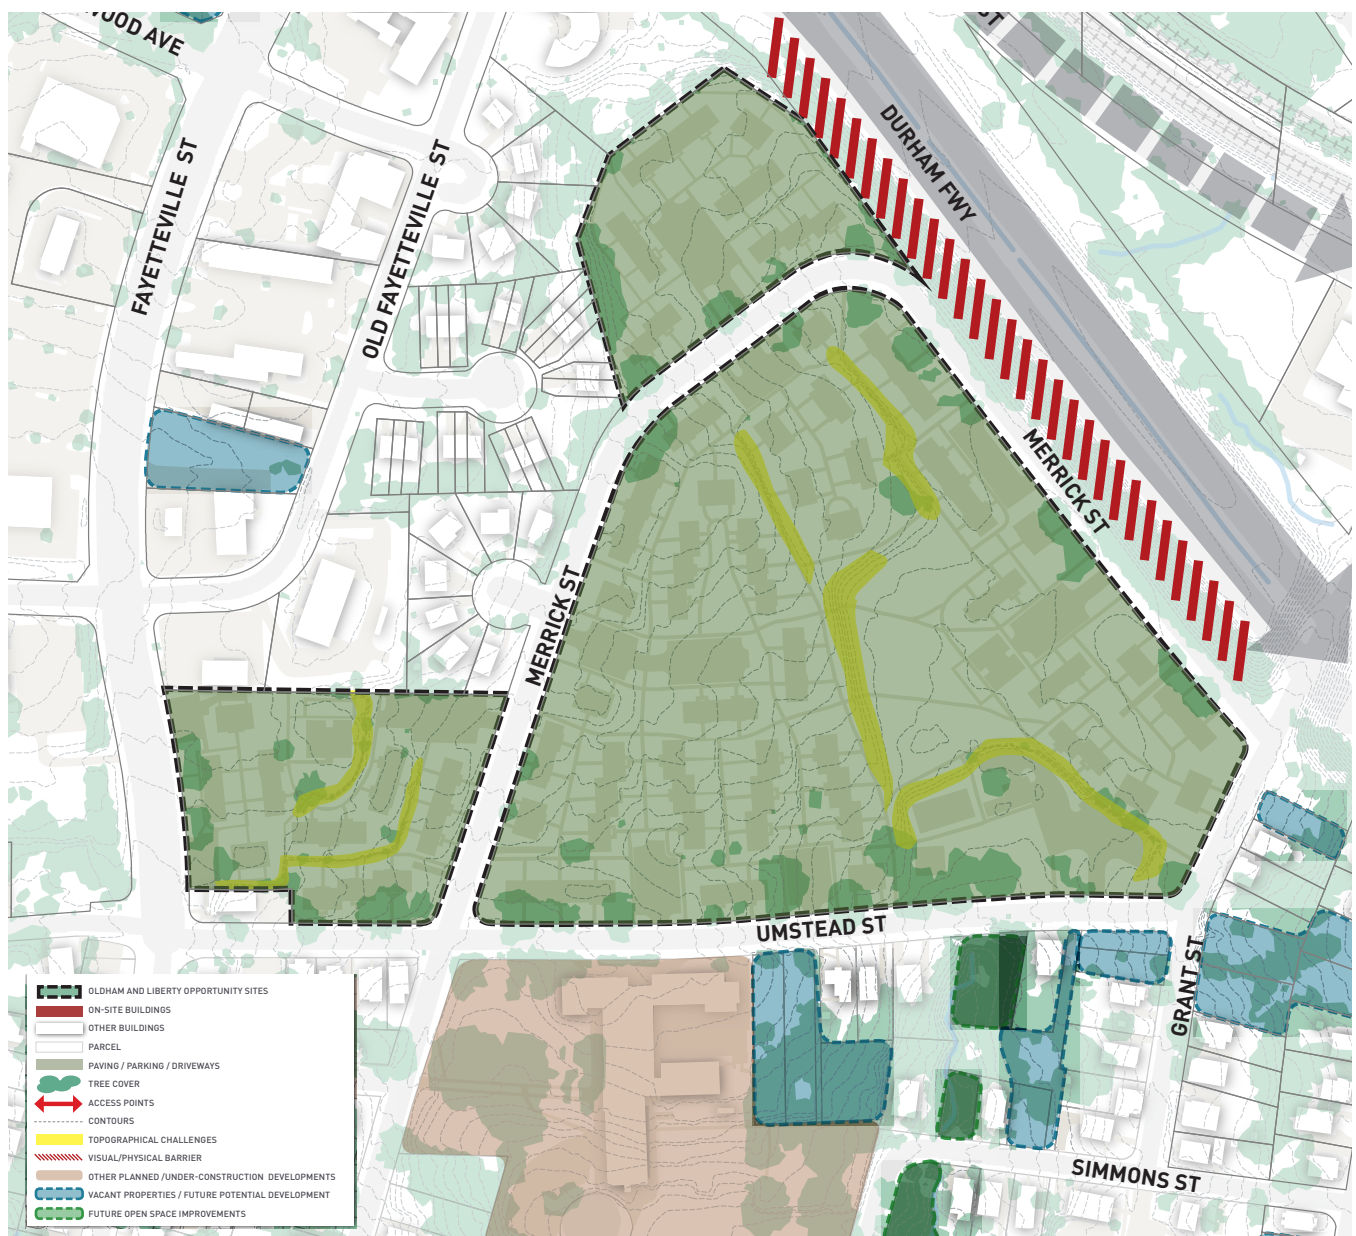 WOOD AVE
ST
FAYETTEVILLE ST
OLD FAYETTEVILLE ST
DURHAM FWY
MERRICK ST
MERRICK ST
UMSTEAD ST
GRANT ST
SIMMONS ST
OLDHAM AND LIBERTY OPPORTUNITY SITES
ON-SITE BUILDINGS
OTHER BUILDINGS
PARCEL
PAVING / PARKING / DRIVEWAYS
TREE COVER
ACCESS POINTS
CONTOURS
TOPOGRAPHICAL CHALLENGES
VISUAL/PHYSICAL BARRIER
OTHER PLANNED /UNDER-CONSTRUCTION DEVELOPMENTS
VACANT PROPERTIES / FUTURE POTENTIAL DEVELOPMENT
FUTURE OPEN SPACE IMPROVEMENTS